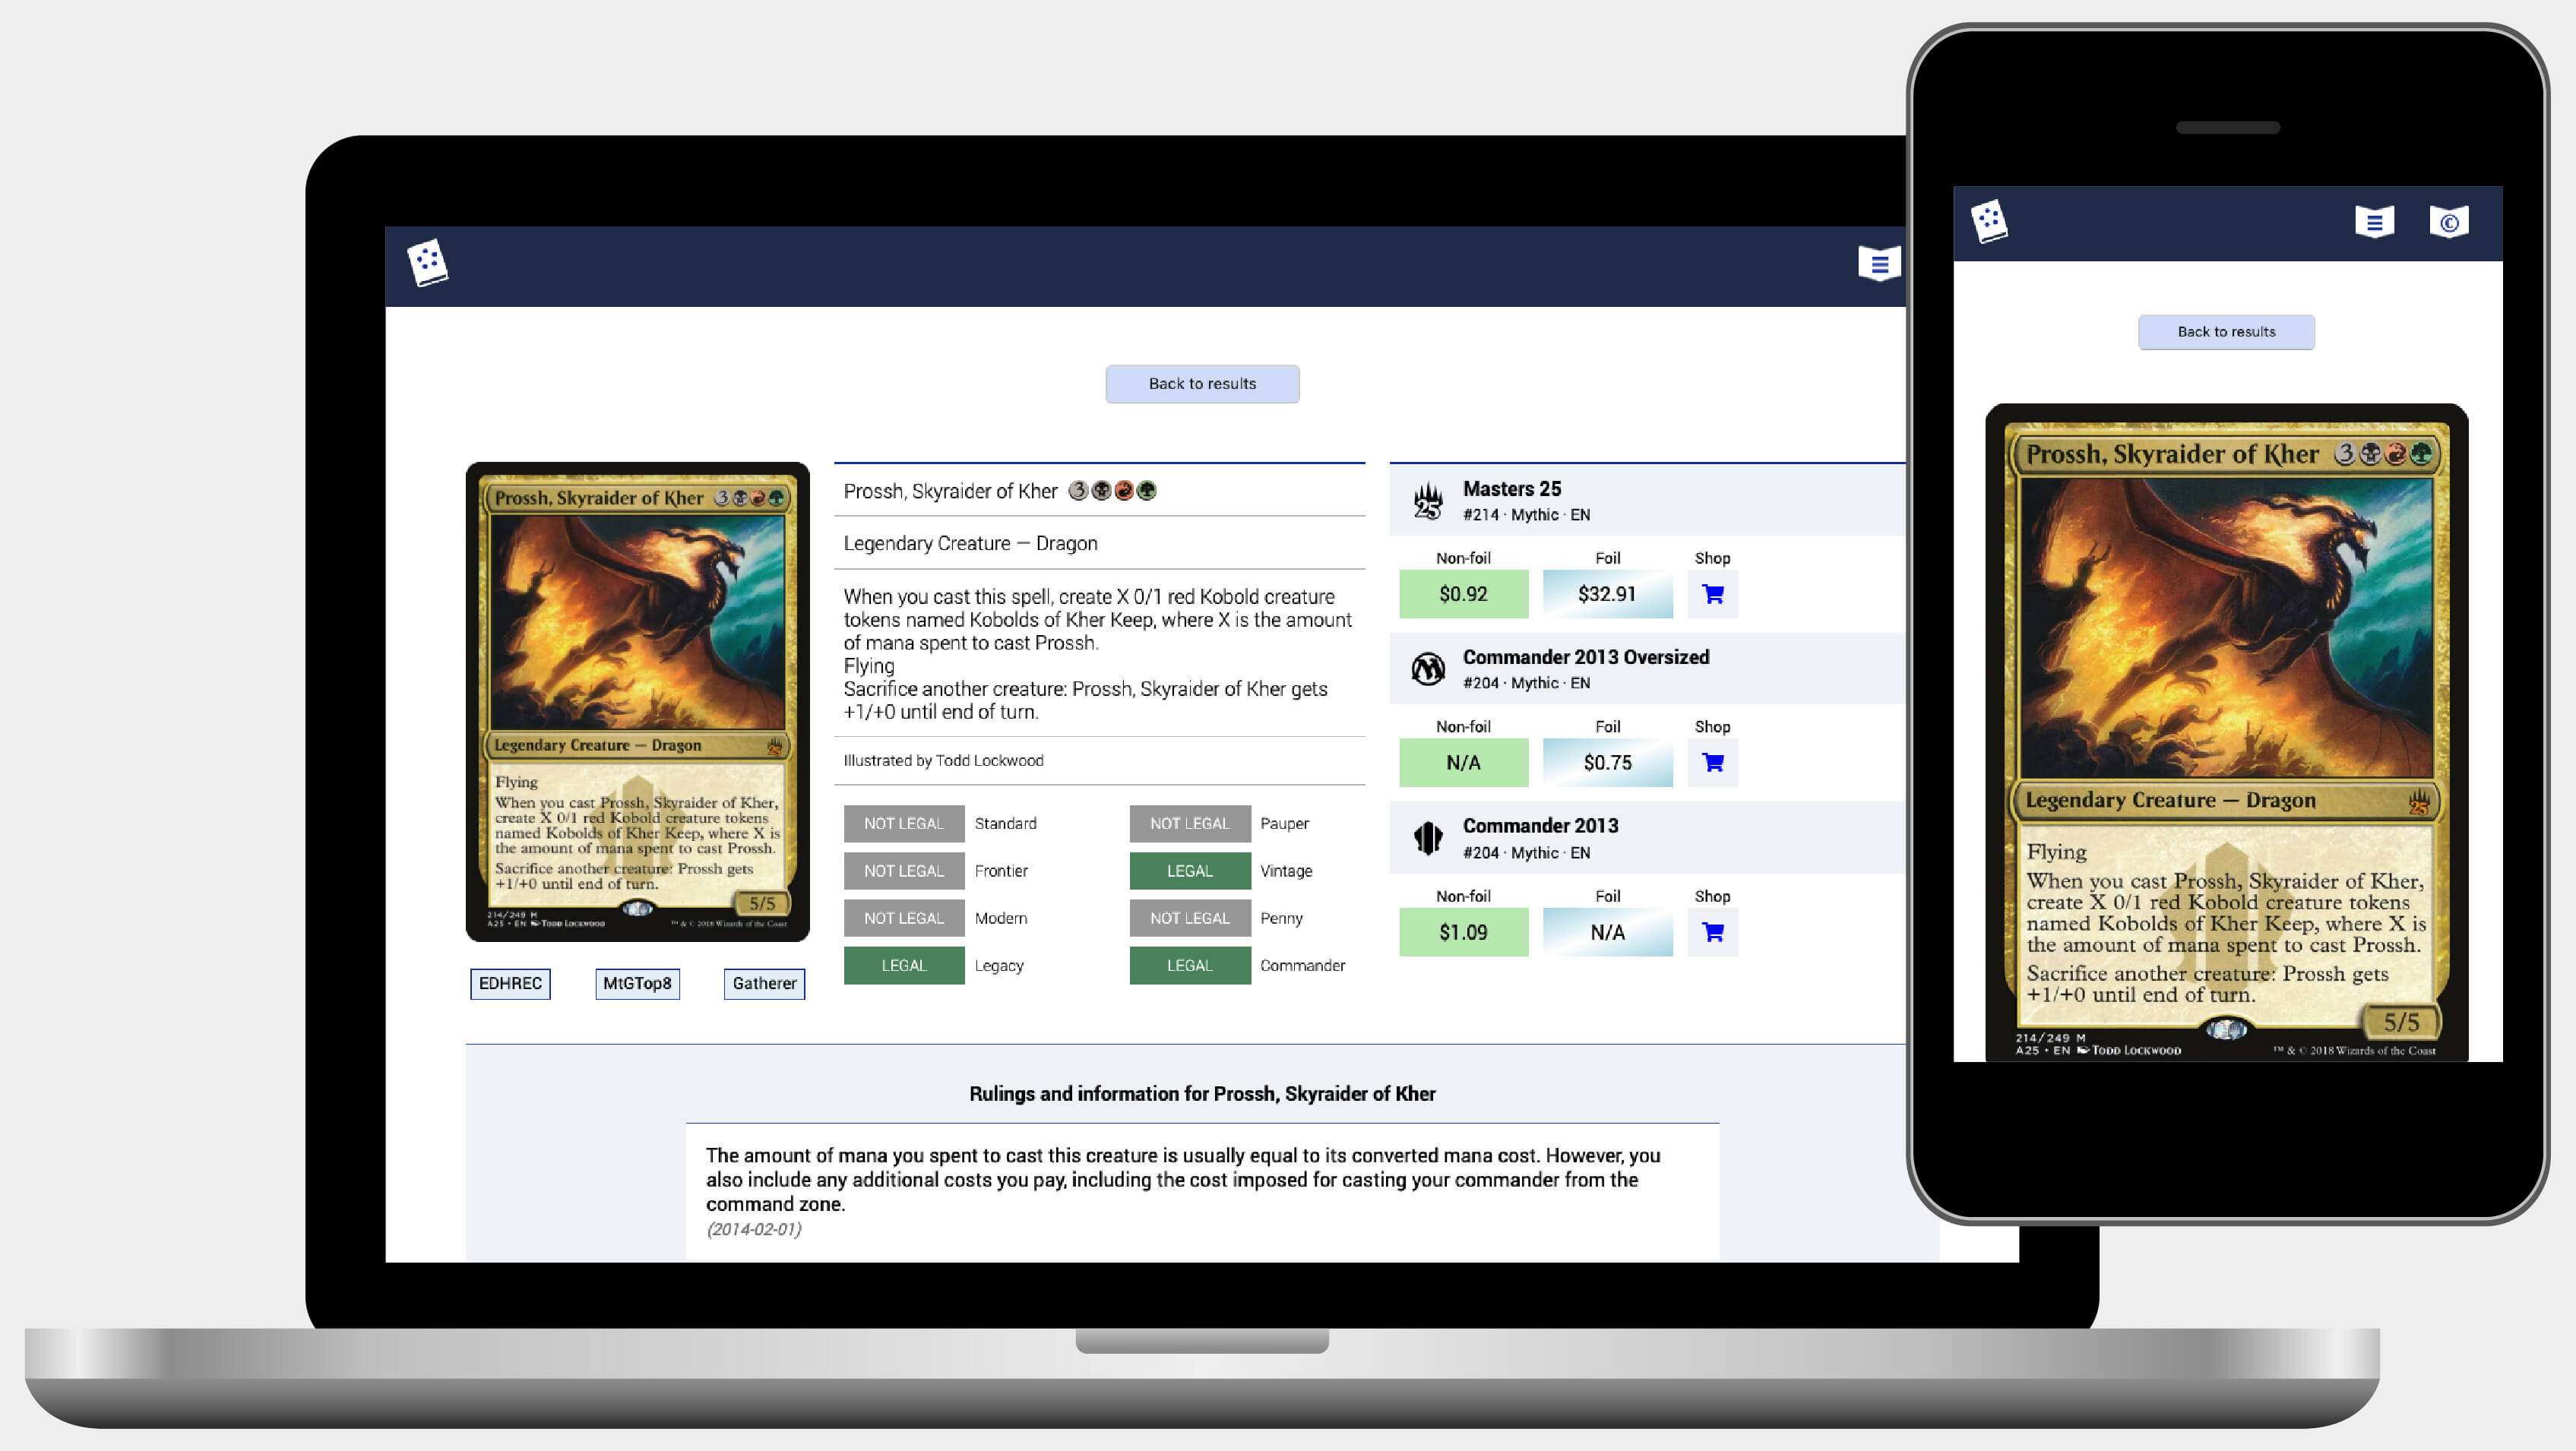 Back to results
Prossh, Skyraider of Kher 3
Legendary Creature — Dragon
Flying
When you cast Prossh, Skyraider of Kher,
create X 0/1 red Kobold creature tokens
named Kobolds of Kher Keep, where X is
the amount of mana spent to cast Prossh.
Sacrifice another creature: Prossh gets
+1/+0 until end of turn.
5/5
214/249 M
A25 • EN Todd Lockwood
™ & © 2018 Wizards of the Coast
EDHREC
MtGTop8
Gatherer
Prossh, Skyraider of Kher 3
Legendary Creature — Dragon
When you cast this spell, create X 0/1 red Kobold creature
tokens named Kobolds of Kher Keep, where X is the amount
of mana spent to cast Prossh.
Flying
Sacrifice another creature: Prossh, Skyraider of Kher gets
+1/+0 until end of turn.
Illustrated by Todd Lockwood
NOT LEGAL Standard
NOT LEGAL Pauper
NOT LEGAL Frontier
LEGAL Vintage
NOT LEGAL Modern
NOT LEGAL Penny
LEGAL Legacy
LEGAL Commander
25
Masters 25
#214 · Mythic · EN
Non-foil Foil Shop
$0.92 $32.91
Commander 2013 Oversized
#204 · Mythic · EN
Non-foil Foil Shop
N/A $0.75
Commander 2013
#204 · Mythic · EN
Non-foil Foil Shop
$1.09 N/A
Rulings and information for Prossh, Skyraider of Kher
The amount of mana you spent to cast this creature is usually equal to its converted mana cost. However, you
also include any additional costs you pay, including the cost imposed for casting your commander from the
command zone.
(2014-02-01)
©
Back to results
Prossh, Skyraider of Kher 3
Legendary Creature — Dragon
25
Flying
When you cast Prossh, Skyraider of Kher,
create X 0/1 red Kobold creature tokens
named Kobolds of Kher Keep, where X is
the amount of mana spent to cast Prossh.
Sacrifice another creature: Prossh gets
+1/+0 until end of turn.
5/5
214/249 M
A25 • EN Todd Lockwood
™ & © 2018 Wizards of the Coast